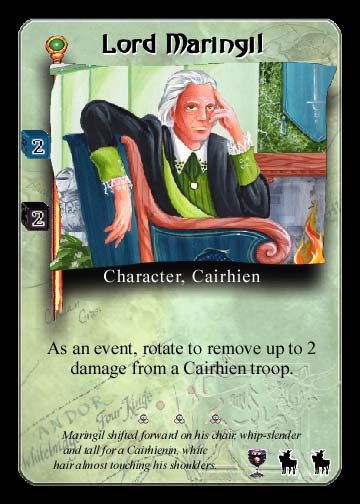 Lord Maringil
2
2
Character, Cairhien
As an event, rotate to remove up to 2
damage from a Cairhien troop.
Maringil shifted forward on his chair, whip-slender
and tall for a Cairhienin, white
hair almost touching his shoulders.